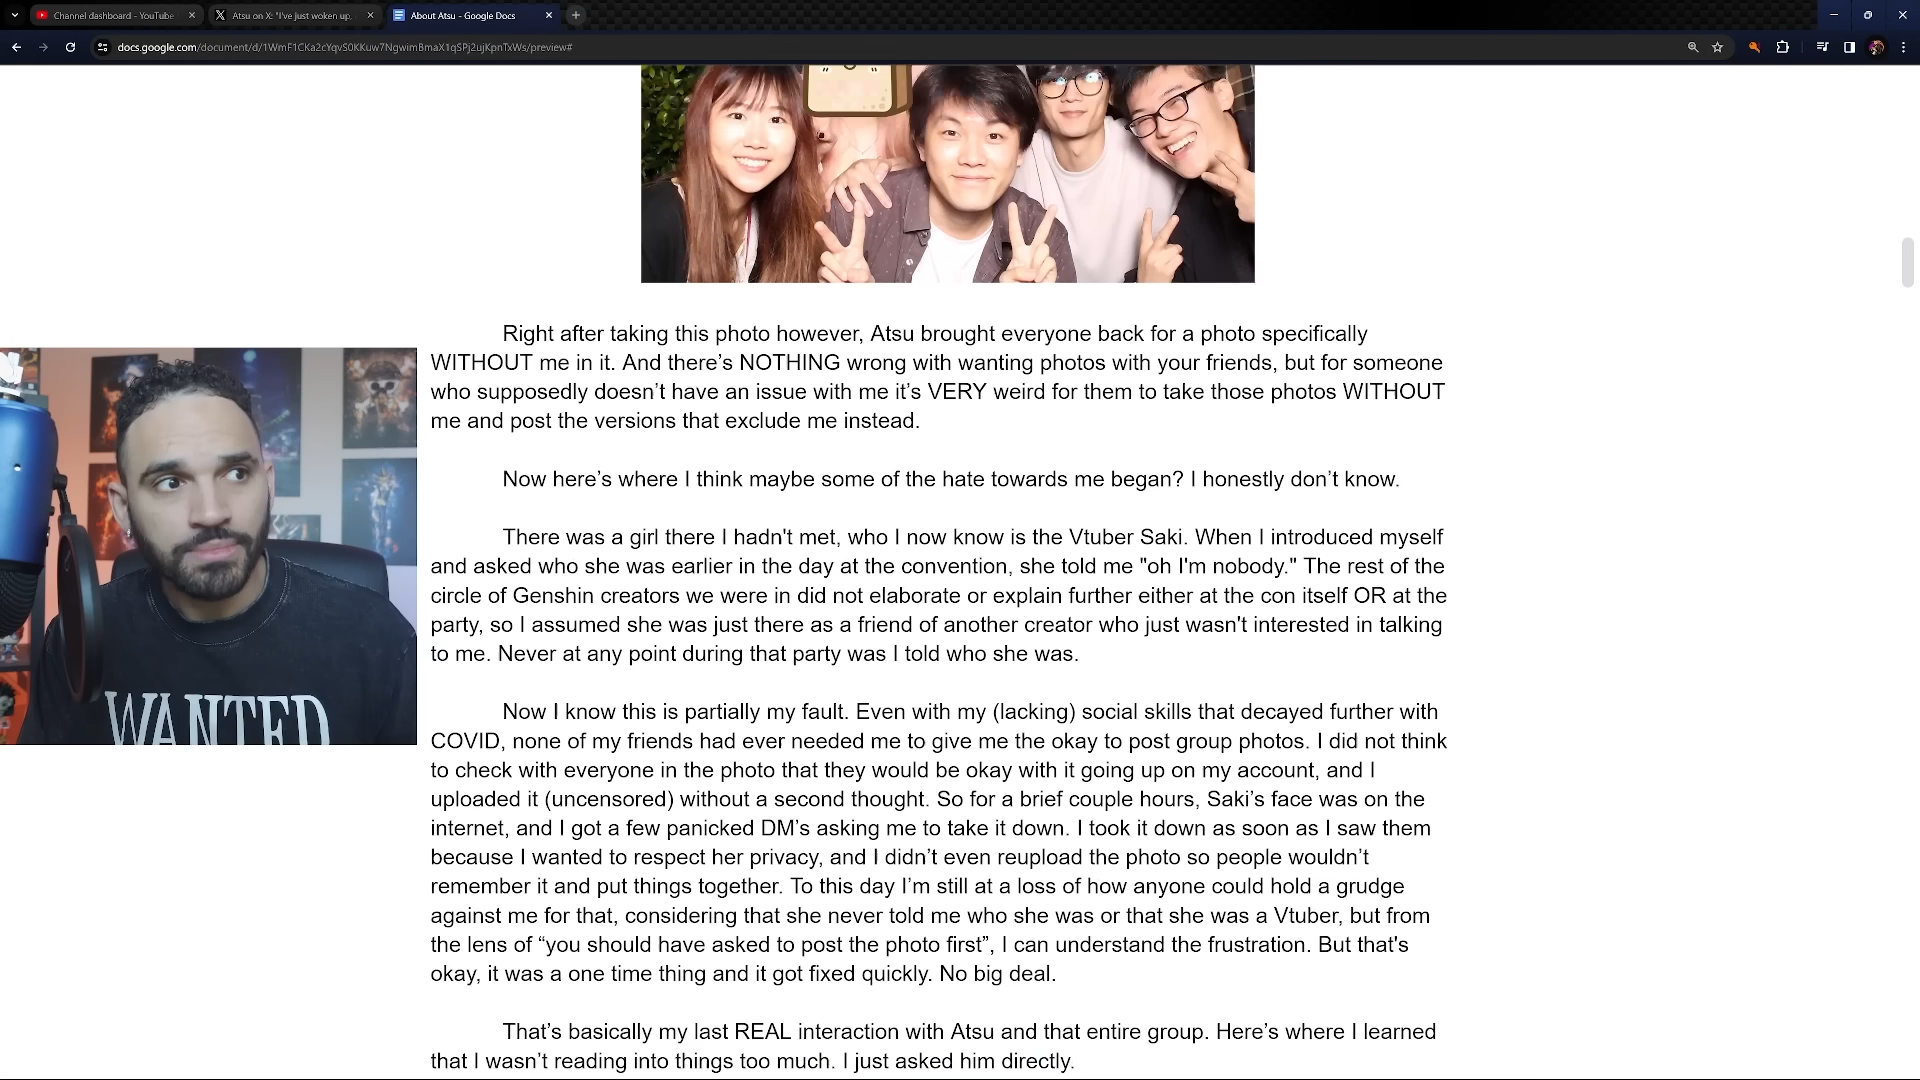 Channel dashboard - YouTube
Atsu on X: "I've just woken up,
About Atsu - Google Docs
docs.google.com/document/d/1WmF1CKa2cYqvS0KKuw7NgwimBmaX1qSPj2ujKpnTxWs/preview#
Right after taking this photo however, Atsu brought everyone back for a photo specifically
WITHOUT me in it. And there’s NOTHING wrong with wanting photos with your friends, but for someone
who supposedly doesn’t have an issue with me it’s VERY weird for them to take those photos WITHOUT
me and post the versions that exclude me instead.
Now here’s where I think maybe some of the hate towards me began? I honestly don’t know.
There was a girl there I hadn't met, who I now know is the Vtuber Saki. When I introduced myself
and asked who she was earlier in the day at the convention, she told me "oh I'm nobody." The rest of the
circle of Genshin creators we were in did not elaborate or explain further either at the con itself OR at the
party, so I assumed she was just there as a friend of another creator who just wasn't interested in talking
to me. Never at any point during that party was I told who she was.
Now I know this is partially my fault. Even with my (lacking) social skills that decayed further with
COVID, none of my friends had ever needed me to give me the okay to post group photos. I did not think
to check with everyone in the photo that they would be okay with it going up on my account, and I
uploaded it (uncensored) without a second thought. So for a brief couple hours, Saki’s face was on the
internet, and I got a few panicked DM’s asking me to take it down. I took it down as soon as I saw them
because I wanted to respect her privacy, and I didn’t even reupload the photo so people wouldn’t
remember it and put things together. To this day I’m still at a loss of how anyone could hold a grudge
against me for that, considering that she never told me who she was or that she was a Vtuber, but from
the lens of “you should have asked to post the photo first”, I can understand the frustration. But that's
okay, it was a one time thing and it got fixed quickly. No big deal.
That’s basically my last REAL interaction with Atsu and that entire group. Here’s where I learned
that I wasn’t reading into things too much. I just asked him directly.
WANTED